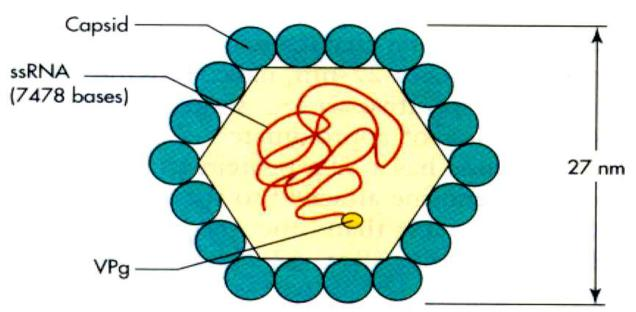 Capsid
ssRNA
(7478 bases)
27 nm
VPg